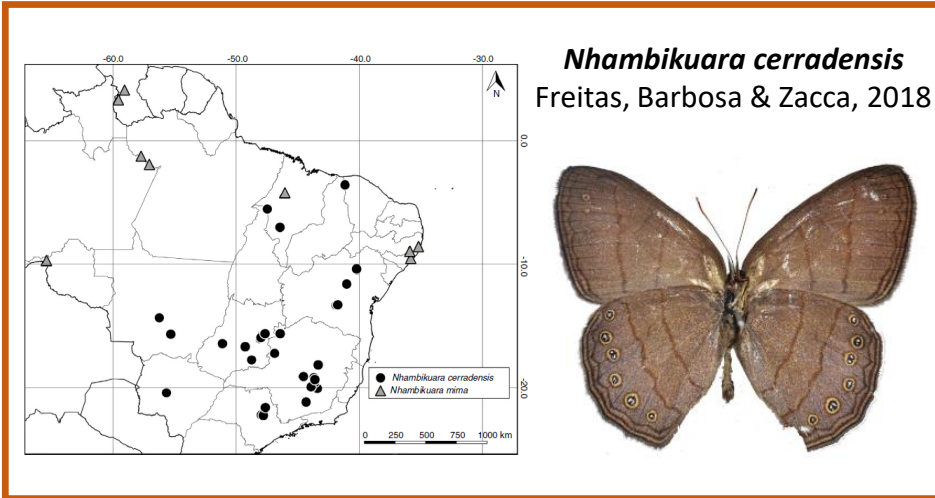 -60.0 -50.0 -40.0 -30.0
N
0.0
-10.0
-20.0
Nhambikuara cerradensis
Nhambikuara mima
0 250 500 750 1000 km
Nhambikuara cerradensis
Freitas, Barbosa & Zacca, 2018